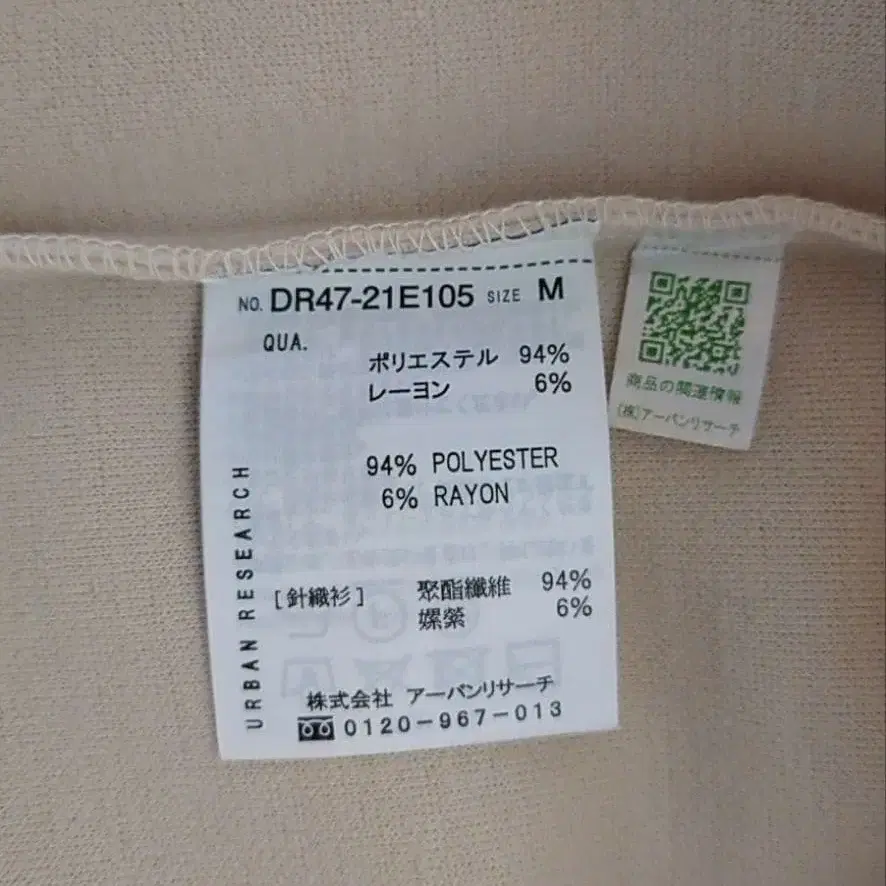 NO. DR47-21E105 SIZE M
QUA.
ポリエステル 94%
レーヨン 6%
94% POLYESTER
6% RAYON
[針織衫] 聚酯纖維 94%
嫘縈 6%
URBAN RESEARCH
株式会社 アーバンリサーチ
0120-967-013
商品の関連情報
(株)アーバンリサーチ